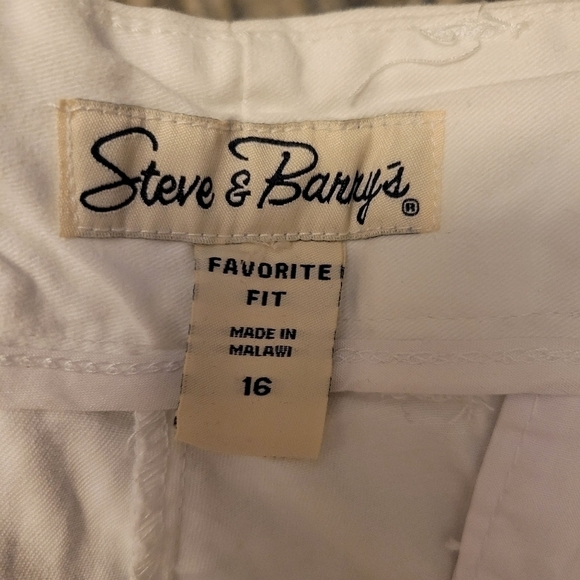 Steve & Barry's ®
FAVORITE
FIT
MADE IN
MALAWI
16